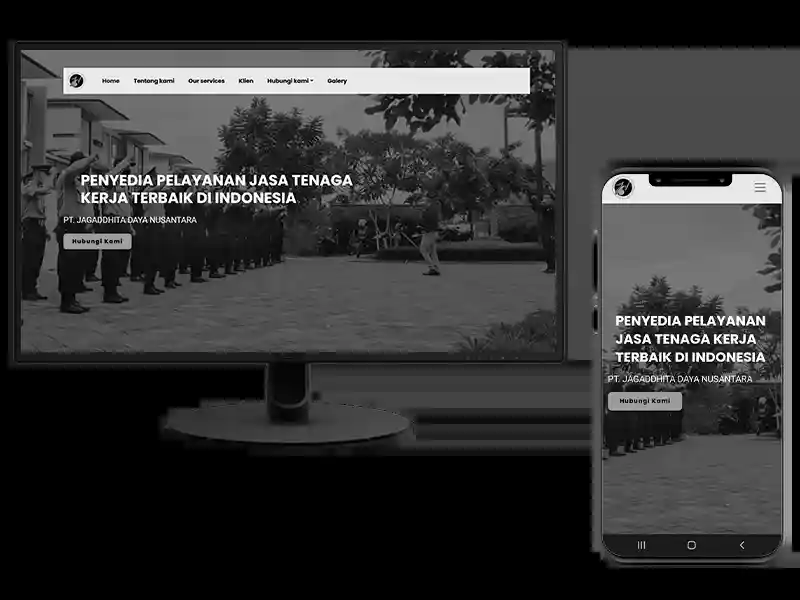 Home Tentang kami Our services Klien Hubungi kami Galery
PENYEDIA PELAYANAN JASA TENAGA
KERJA TERBAIK DI INDONESIA
PT. JAGADDHITA DAYA NUSANTARA
Hubungi Kami
PENYEDIA PELAYANAN
JASA TENAGA KERJA
TERBAIK DI INDONESIA
PT. JAGADDHITA DAYA NUSANTARA
Hubungi Kami